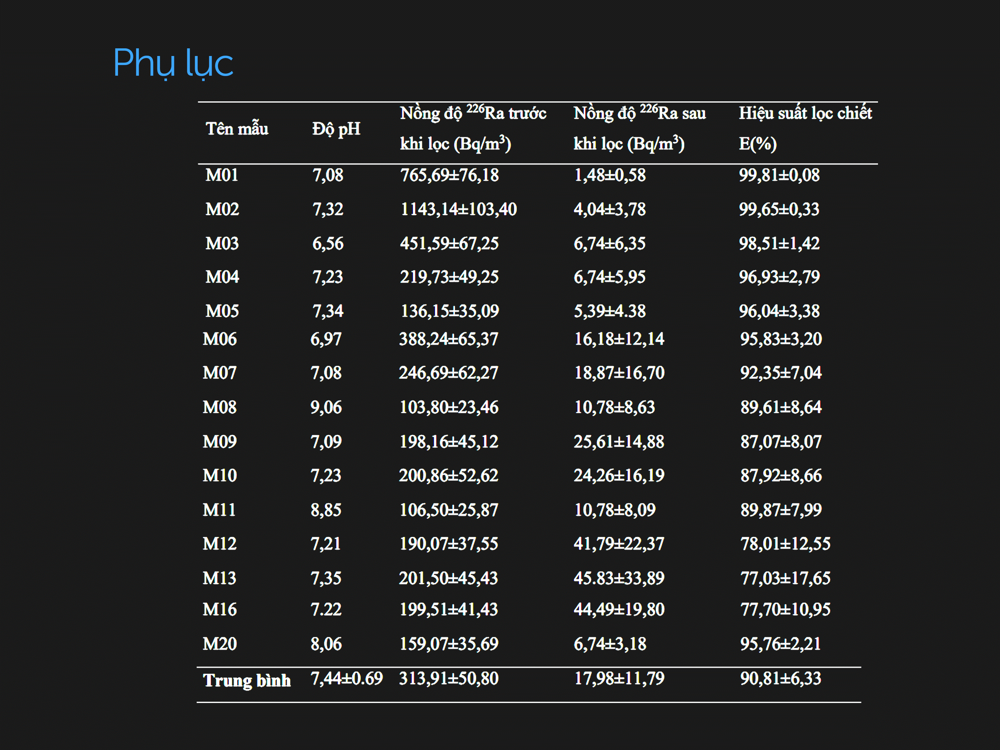 Phụ lục
Tên mẫu Độ pH Nồng độ ²²⁶Ra trước khi lọc (Bq/m³) Nồng độ ²²⁶Ra sau khi lọc (Bq/m³) Hiệu suất lọc chiết E(%)
M01 7,08 765,69±76,18 1,48±0,58 99,81±0,08
M02 7,32 1143,14±103,40 4,04±3,78 99,65±0,33
M03 6,56 451,59±67,25 6,74±6,35 98,51±1,42
M04 7,23 219,73±49,25 6,74±5,95 96,93±2,79
M05 7,34 136,15±35,09 5,39±4.38 96,04±3,38
M06 6,97 388,24±65,37 16,18±12,14 95,83±3,20
M07 7,08 246,69±62,27 18,87±16,70 92,35±7,04
M08 9,06 103,80±23,46 10,78±8,63 89,61±8,64
M09 7,09 198,16±45,12 25,61±14,88 87,07±8,07
M10 7,23 200,86±52,62 24,26±16,19 87,92±8,66
M11 8,85 106,50±25,87 10,78±8,09 89,87±7,99
M12 7,21 190,07±37,55 41,79±22,37 78,01±12,55
M13 7,35 201,50±45,43 45.83±33,89 77,03±17,65
M16 7.22 199,51±41,43 44,49±19,80 77,70±10,95
M20 8,06 159,07±35,69 6,74±3,18 95,76±2,21
Trung bình 7,44±0.69 313,91±50,80 17,98±11,79 90,81±6,33